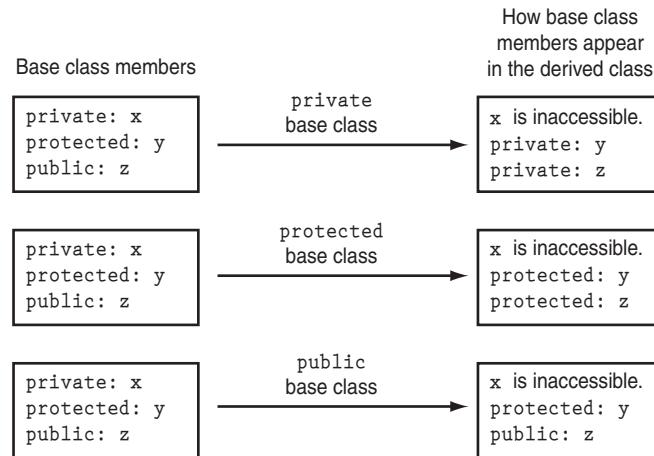 Base class members
How base class
members appear
in the derived class
private: x
protected: y
public: z
private
base class
x is inaccessible.
private: y
private: z
private: x
protected: y
public: z
protected
base class
x is inaccessible.
protected: y
protected: z
private: x
protected: y
public: z
public
base class
x is inaccessible.
protected: y
public: z